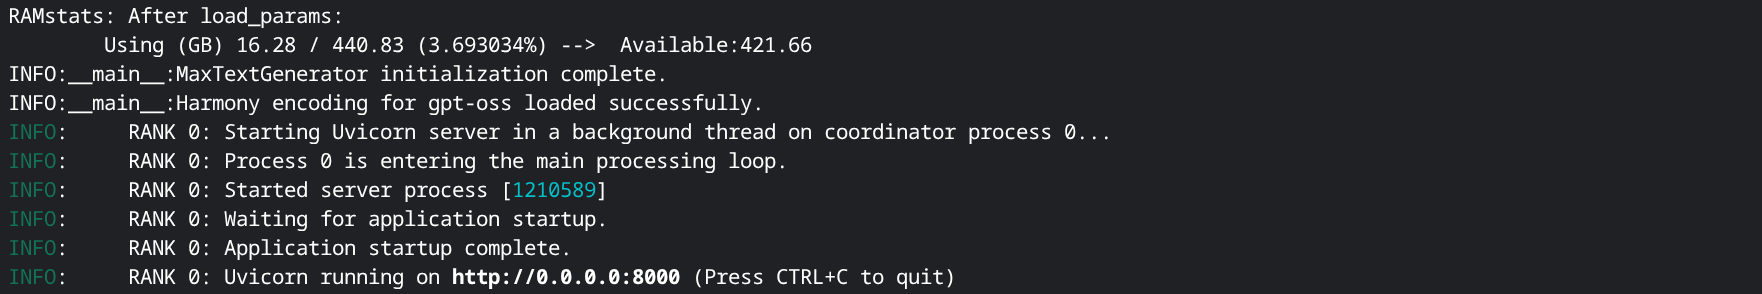 RAMstats: After load_params:
Using (GB) 16.28 / 440.83 (3.693034%) -->  Available:421.66
INFO:__main__:MaxTextGenerator initialization complete.
INFO:__main__:Harmony encoding for gpt-oss loaded successfully.
INFO:     RANK 0: Starting Uvicorn server in a background thread on coordinator process 0...
INFO:     RANK 0: Process 0 is entering the main processing loop.
INFO:     RANK 0: Started server process [1210589]
INFO:     RANK 0: Waiting for application startup.
INFO:     RANK 0: Application startup complete.
INFO:     RANK 0: Uvicorn running on http://0.0.0.0:8000 (Press CTRL+C to quit)